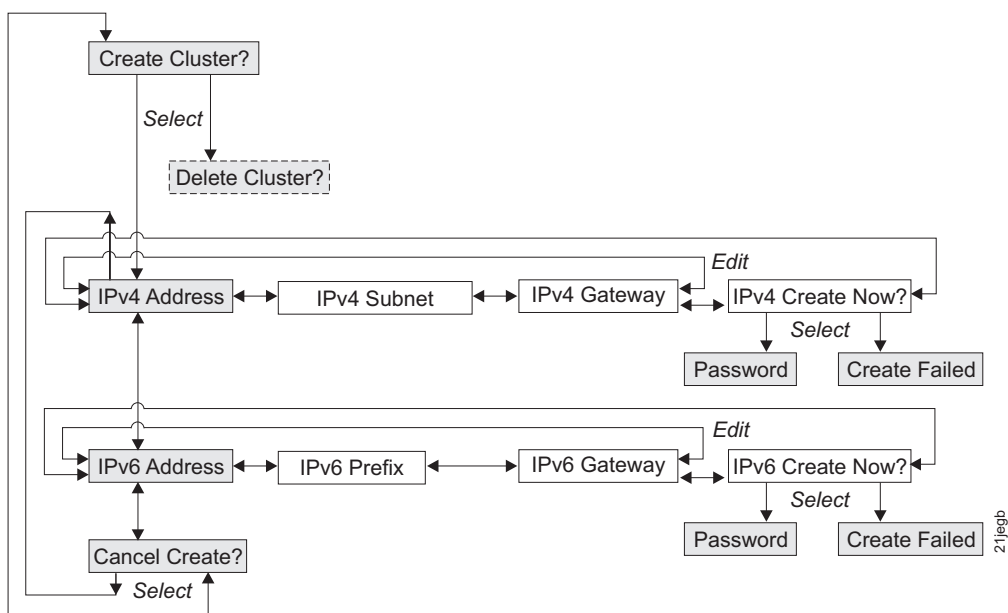 Create Cluster?
Select
Delete Cluster?
Edit
IPv4 Address
IPv4 Subnet
IPv4 Gateway
IPv4 Create Now?
Select
Password
Create Failed
Edit
IPv6 Address
IPv6 Prefix
IPv6 Gateway
IPv6 Create Now?
Select
Password
Create Failed
21jegb
Cancel Create?
Select